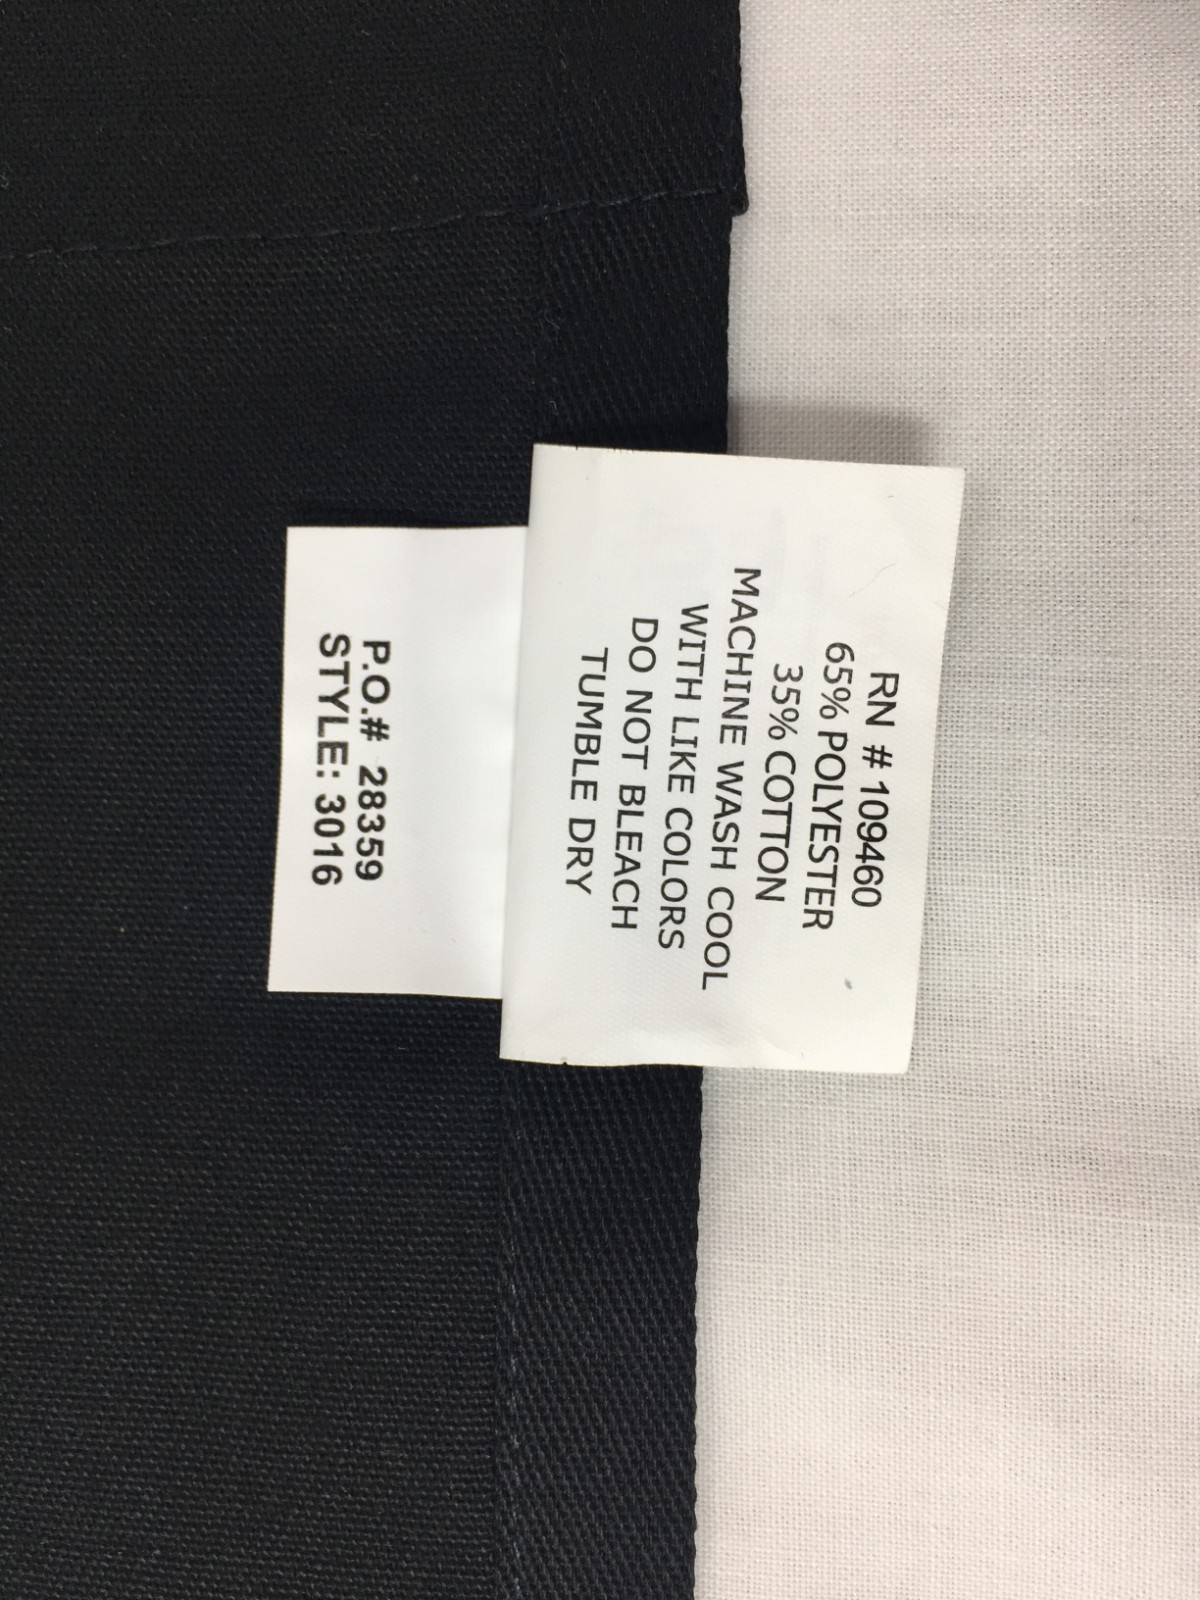 RN # 109460
65% POLYESTER
35% COTTON
MACHINE WASH COOL
WITH LIKE COLORS
DO NOT BLEACH
TUMBLE DRY
P.O.# 28359
STYLE: 3016